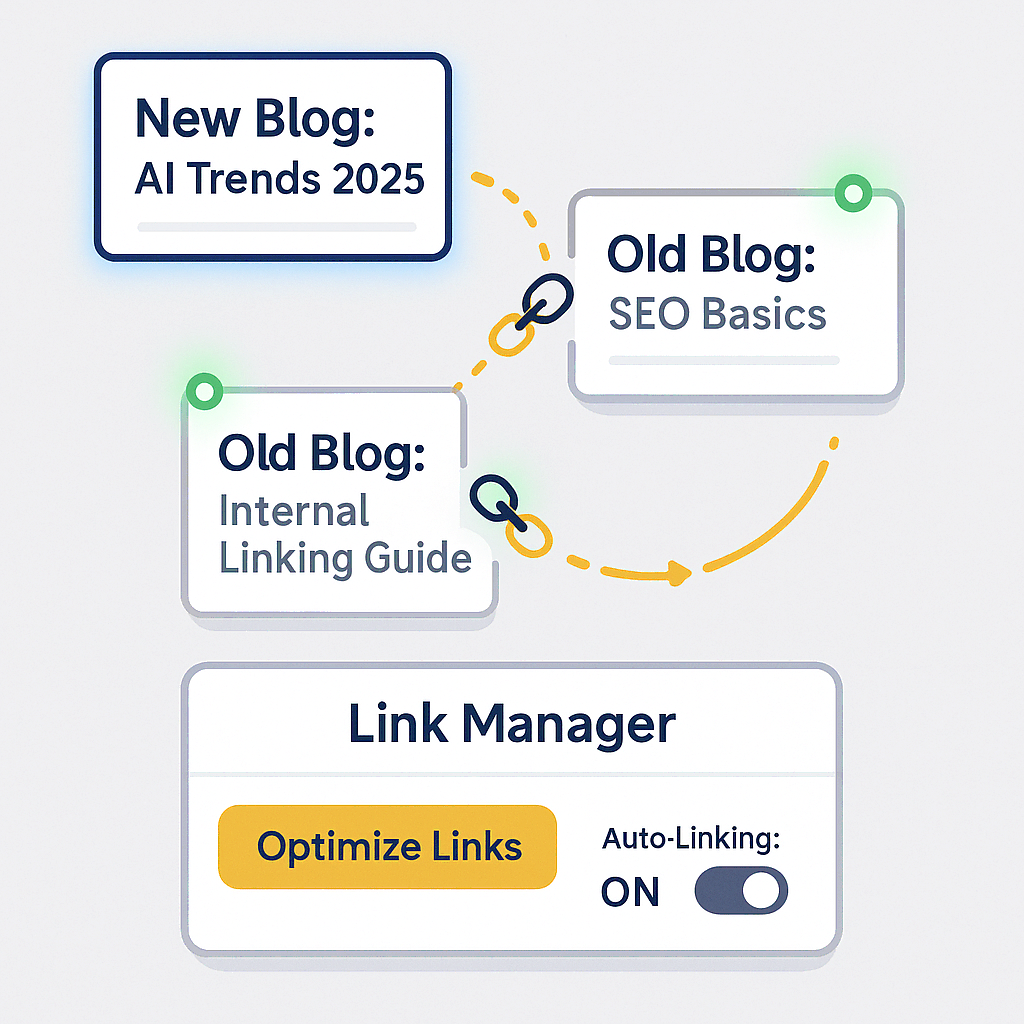 New Blog:
AI Trends 2025
Old Blog:
SEO Basics
Old Blog:
Internal
Linking Guide
Link Manager
Optimize Links
Auto-Linking:
ON